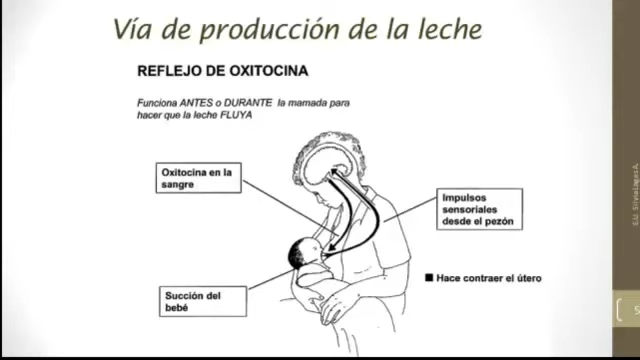 Vía de producción de la leche
REFLEJO DE OXITOCINA
Funciona ANTES o DURANTE la mamada para
hacer que la leche FLUYA
Oxitocina en la
sangre
Impulsos
sensoriales
desde el pezón
Hace contraer el útero
Succión del
bebé
5